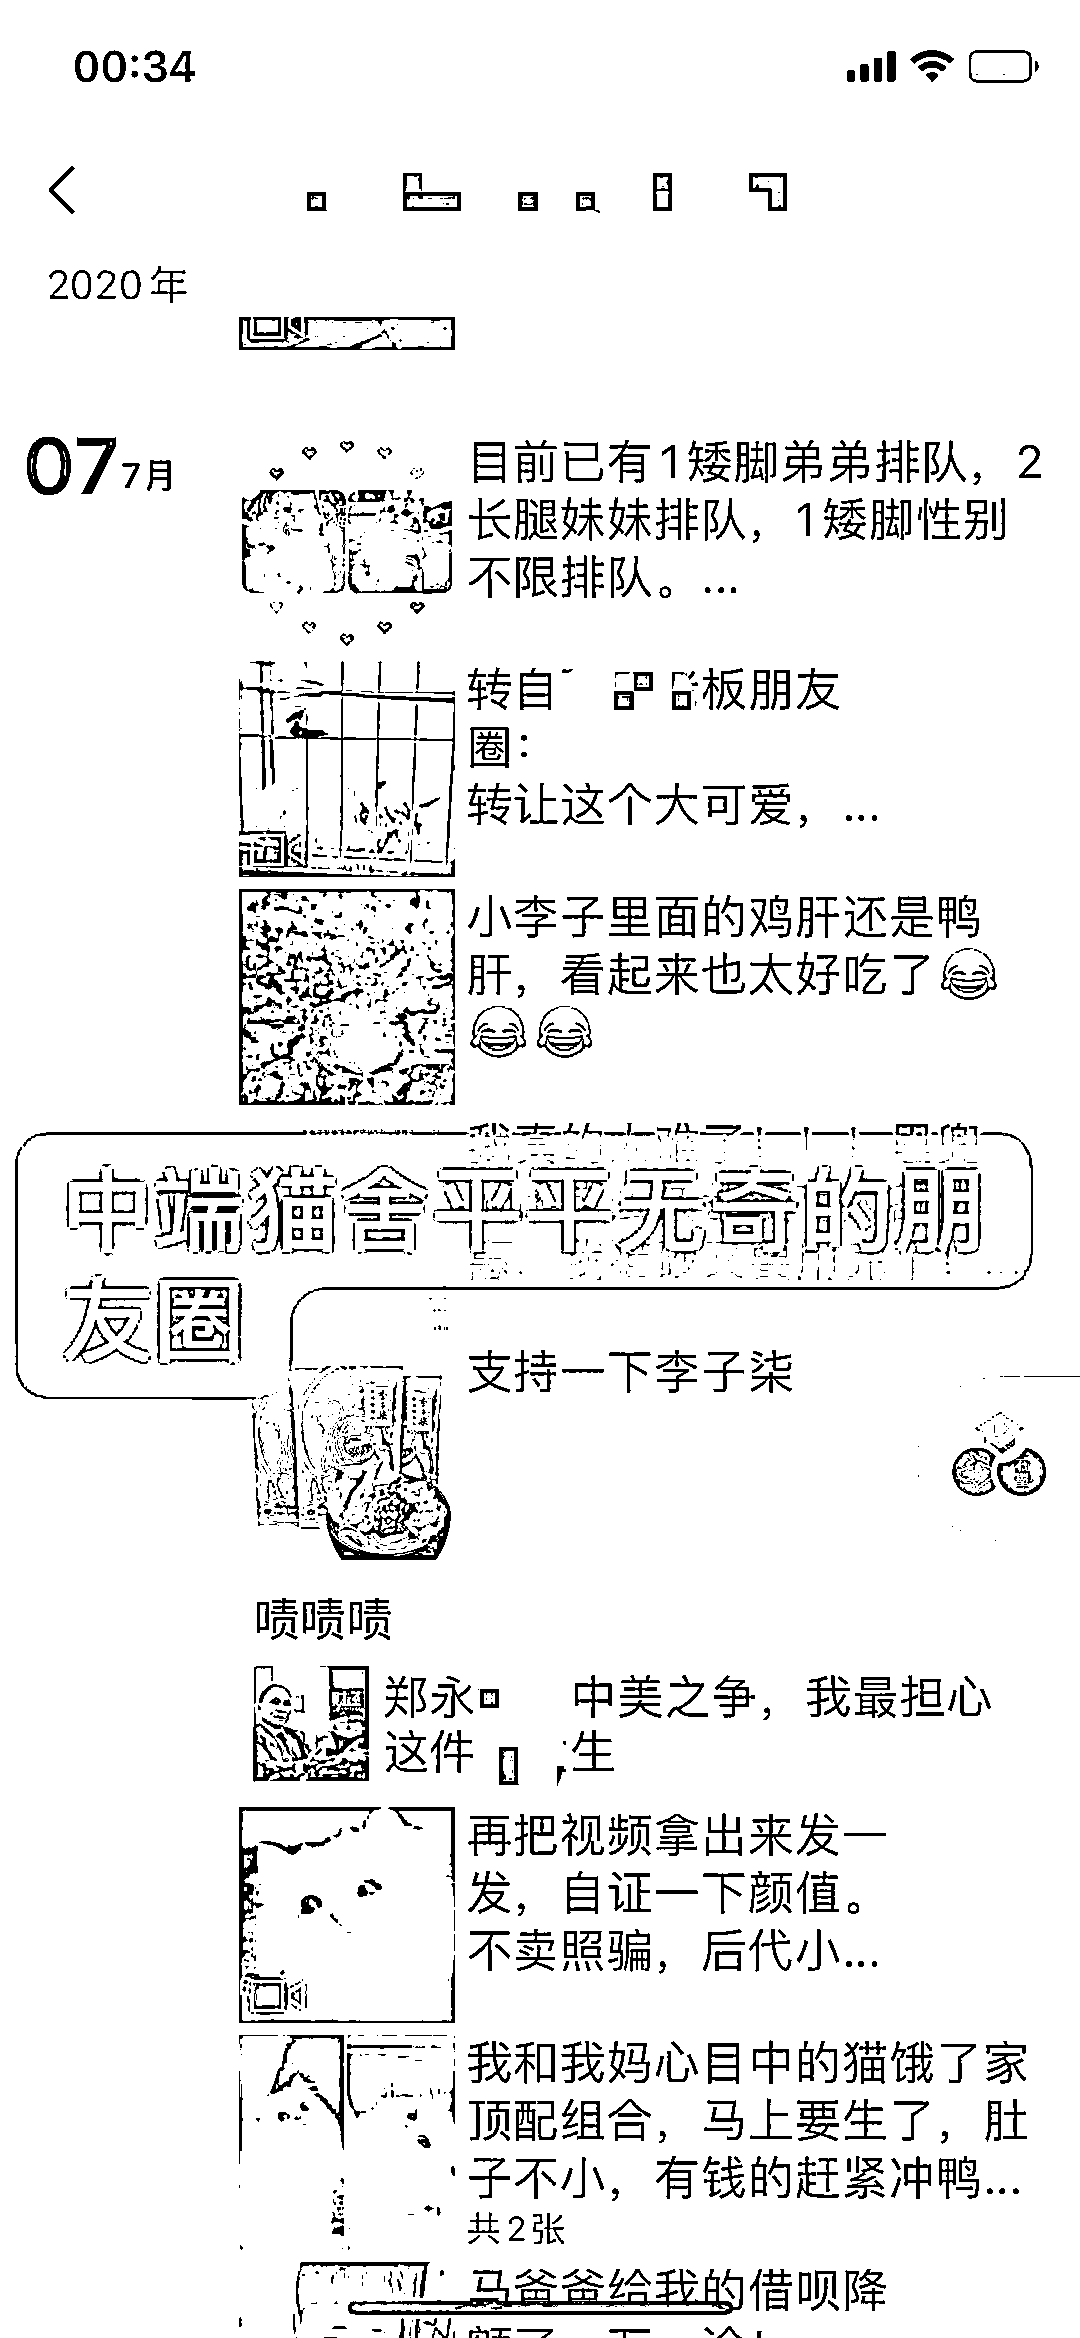 00:34
2020年
07 7月
目前已有1矮脚弟弟排队，2
长腿妹妹排队，1矮脚性别
不限排队。...
转自 板朋友
圈：
转让这个大可爱，...
小李子里面的鸡肝还是鸭
肝，看起来也太好吃了😂
😂😂
中端猫舍平平无奇的朋
友圈
支持一下李子柒
啧啧啧
郑永 中美之争，我最担心
这件 生
再把视频拿出来发一
发，自证一下颜值。
不卖照骗，后代小...
我和我妈心目中的猫饿了家
顶配组合，马上要生了，肚
子不小，有钱的赶紧冲鸭...
共2张
马爸爸给我的借呗降